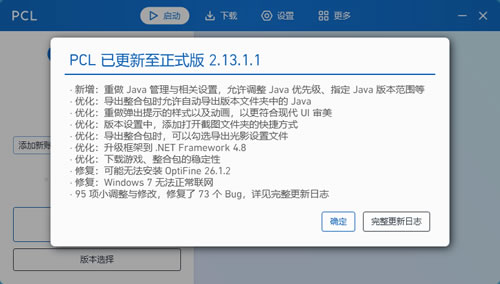 PCL
启动
下载
设置
更多
PCL 已更新至正式版 2.13.1.1
· 新增：重做 Java 管理与相关设置，允许调整 Java 优先级、指定 Java 版本范围等
· 优化：导出整合包时允许自动导出版本文件夹中的 Java
· 优化：重做弹出提示的样式以及动画，以更符合现代 UI 审美
· 优化：版本设置中，添加打开截图文件夹的快捷方式
· 优化：导出整合包时，可以勾选导出光影设置文件
· 优化：升级框架到 .NET Framework 4.8
· 优化：下载游戏、整合包的稳定性
· 修复：可能无法安装 OptiFine 26.1.2
· 修复：Windows 7 无法正常联网
· 95 项小调整与修改，修复了 73 个 Bug，详见完整更新日志
添加新账
确定
完整更新日志
版本选择